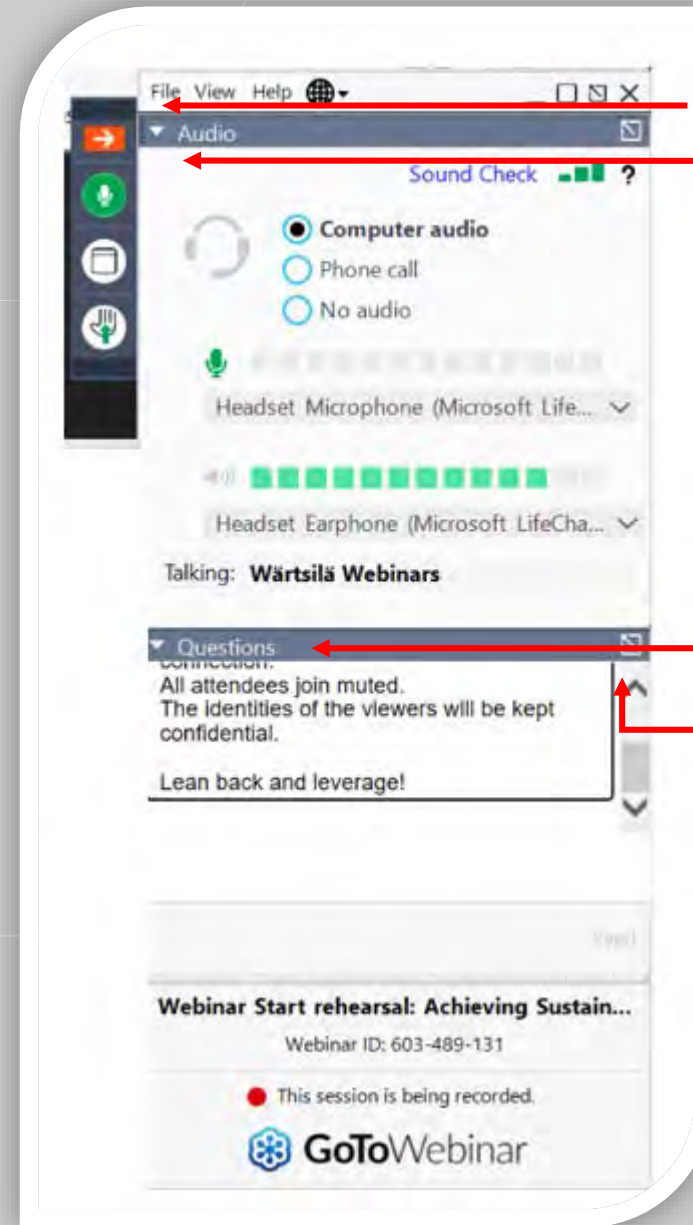 File View Help
Audio
Sound Check ?
Computer audio
Phone call
No audio
Headset Microphone (Microsoft Life...
Headset Earphone (Microsoft LifeCha...
Talking: Wärtsilä Webinars
Questions
connection.
All attendees join muted.
The identities of the viewers will be kept
confidential.
Lean back and leverage!
Webinar Start rehearsal: Achieving Sustain...
Webinar ID: 603-489-131
This session is being recorded.
GoToWebinar